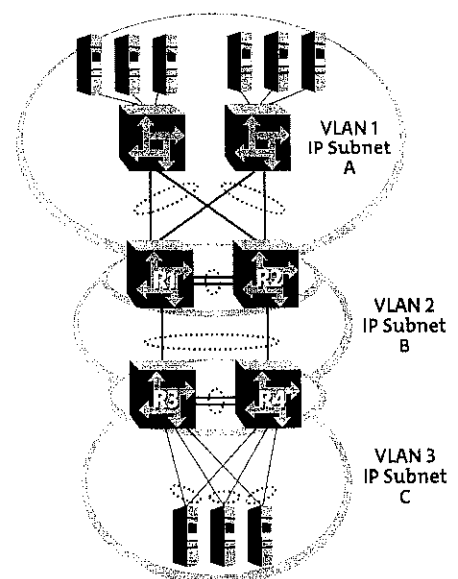 VLAN 1
IP Subnet
A
R1
R2
VLAN 2
IP Subnet
B
R3
R4
VLAN 3
IP Subnet
C